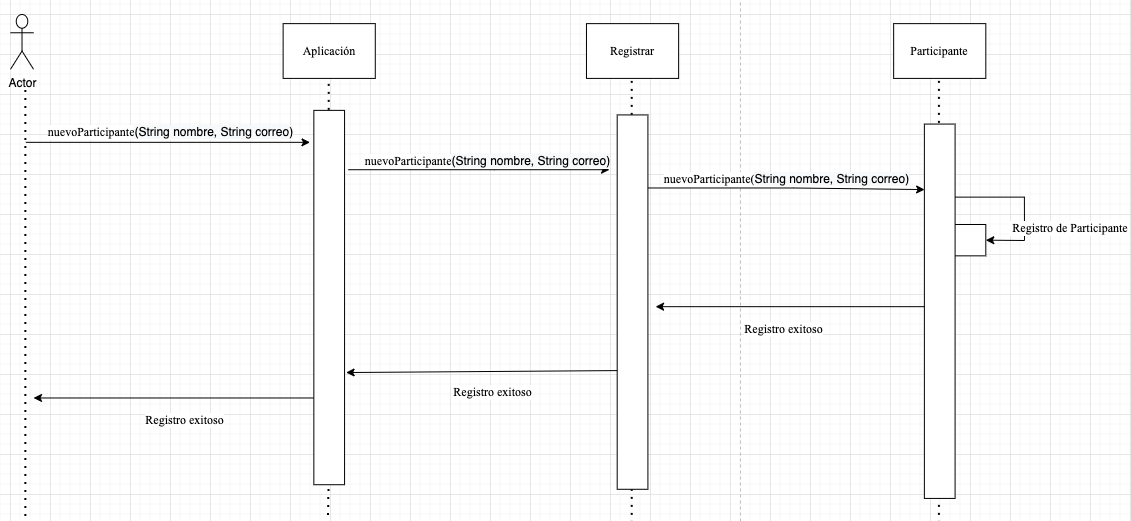 Aplicación
Registrar
Participante
Actor
nuevoParticipante(String nombre, String correo)
nuevoParticipante(String nombre, String correo)
nuevoParticipante(String nombre, String correo)
Registro de Participante
Registro exitoso
Registro exitoso
Registro exitoso